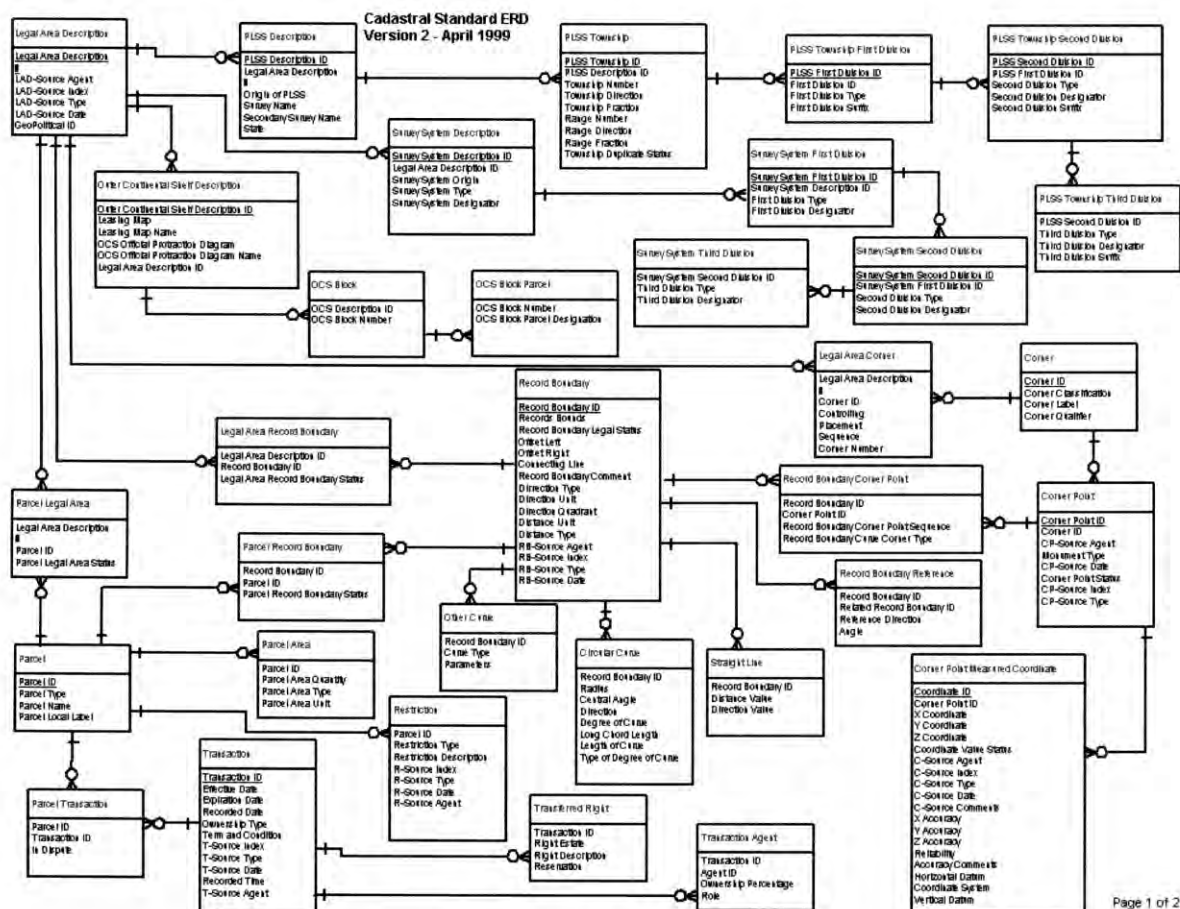 Cadastral Standard ERD
Version 2 - April 1999
Legal Area Description
Legal Area Description
LAD-Source Agent
LAD-Source Index
LAD-Source Type
LAD-Source Date
GeoPolitical ID
PLSS Description
PLSS Description ID
Legal Area Description
Origin of PLSS
Survey Name
Secondary Survey Name
State
PLSS Township
PLSS Township ID
PLSS Description ID
Township Number
Township Direction
Township Fraction
Range Number
Range Direction
Range Fraction
Township Duplicate Status
PLSS Township First Division
PLSS First Division ID
First Division ID
First Division Type
First Division Suffix
PLSS Township Second Division
PLSS Second Division ID
PLSS First Division ID
Second Division Type
Second Division Designator
Second Division Suffix
PLSS Township Third Division
PLSS Second Division ID
Third Division Type
Third Division Designator
Third Division Suffix
Survey System Description
Survey System Description ID
Legal Area Description ID
Survey System Origin
Survey System Type
Survey System Designator
Survey System First Division
Survey System First Division ID
Survey System Description ID
First Division Type
First Division Designator
Survey System Second Division
Survey System Second Division ID
Survey System First Division ID
Second Division Type
Second Division Designator
Survey System Third Division
Survey System Second Division ID
Third Division Type
Third Division Designator
Outer Continental Shelf Description
Outer Continental Shelf Description ID
Leasing Map
Leasing Map Name
OCS Official Protraction Diagram
OCS Official Protraction Diagram Name
Legal Area Description ID
OCS Block
OCS Description ID
OCS Block Number
OCS Block Parcel
OCS Block Number
OCS Block Parcel Designation
Legal Area Corner
Legal Area Description
Corner ID
Controlling
Placement
Sequence
Corner Number
Corner
Corner ID
Corner Classification
Corner Label
Corner Qualifier
Record Boundary
Record Boundary ID
Records Bounds
Record Boundary Legal Status
Offset Left
Offset Right
Connecting Line
Record Boundary Comment
Direction Type
Direction Unit
Direction Quadrant
Distance Unit
Distance Type
RB-Source Agent
RB-Source Index
RB-Source Type
RB-Source Date
Legal Area Record Boundary
Legal Area Description ID
Record Boundary ID
Legal Area Record Boundary Status
Record Boundary Corner Point
Record Boundary ID
Corner Point ID
Record Boundary Corner Point Sequence
Record Boundary Curve Corner Type
Corner Point
Corner Point ID
Corner ID
CP-Source Agent
Monument Type
CP-Source Date
Corner Point Status
CP-Source Index
CP-Source Type
Parcel Legal Area
Legal Area Description
Parcel ID
Parcel Legal Area Status
Parcel Record Boundary
Record Boundary ID
Parcel ID
Parcel Record Boundary Status
Record Boundary Reference
Record Boundary ID
Related Record Boundary ID
Reference Direction
Angle
Other Curve
Record Boundary ID
Curve Type
Parameters
Circular Curve
Record Boundary ID
Radius
Central Angle
Direction
Degree of Curve
Long Chord Length
Length of Curve
Type of Degree of Curve
Straight Line
Record Boundary ID
Distance Value
Direction Value
Parcel
Parcel ID
Parcel Type
Parcel Name
Parcel Local Label
Parcel Area
Parcel ID
Parcel Area Quantity
Parcel Area Type
Parcel Area Unit
Corner Point Measured Coordinate
Coordinate ID
Corner Point ID
X Coordinate
Y Coordinate
Z Coordinate
Coordinate Value Status
C-Source Agent
C-Source Index
C-Source Type
C-Source Date
C-Source Comments
X Accuracy
Y Accuracy
Z Accuracy
Reliability
Accuracy Comments
Horizontal Datum
Coordinate System
Vertical Datum
Restriction
Parcel ID
Restriction Type
Restriction Description
R-Source Index
R-Source Type
R-Source Date
R-Source Agent
Transaction
Transaction ID
Effective Date
Expiration Date
Recorded Date
Ownership Type
Term and Condition
T-Source Index
T-Source Type
T-Source Date
Recorded Time
T-Source Agent
Parcel Transaction
Parcel ID
Transaction ID
In Dispute
Transferred Right
Transaction ID
Right Estate
Right Description
Reservation
Transaction Agent
Transaction ID
Agent ID
Ownership Percentage
Role
Page 1 of 2